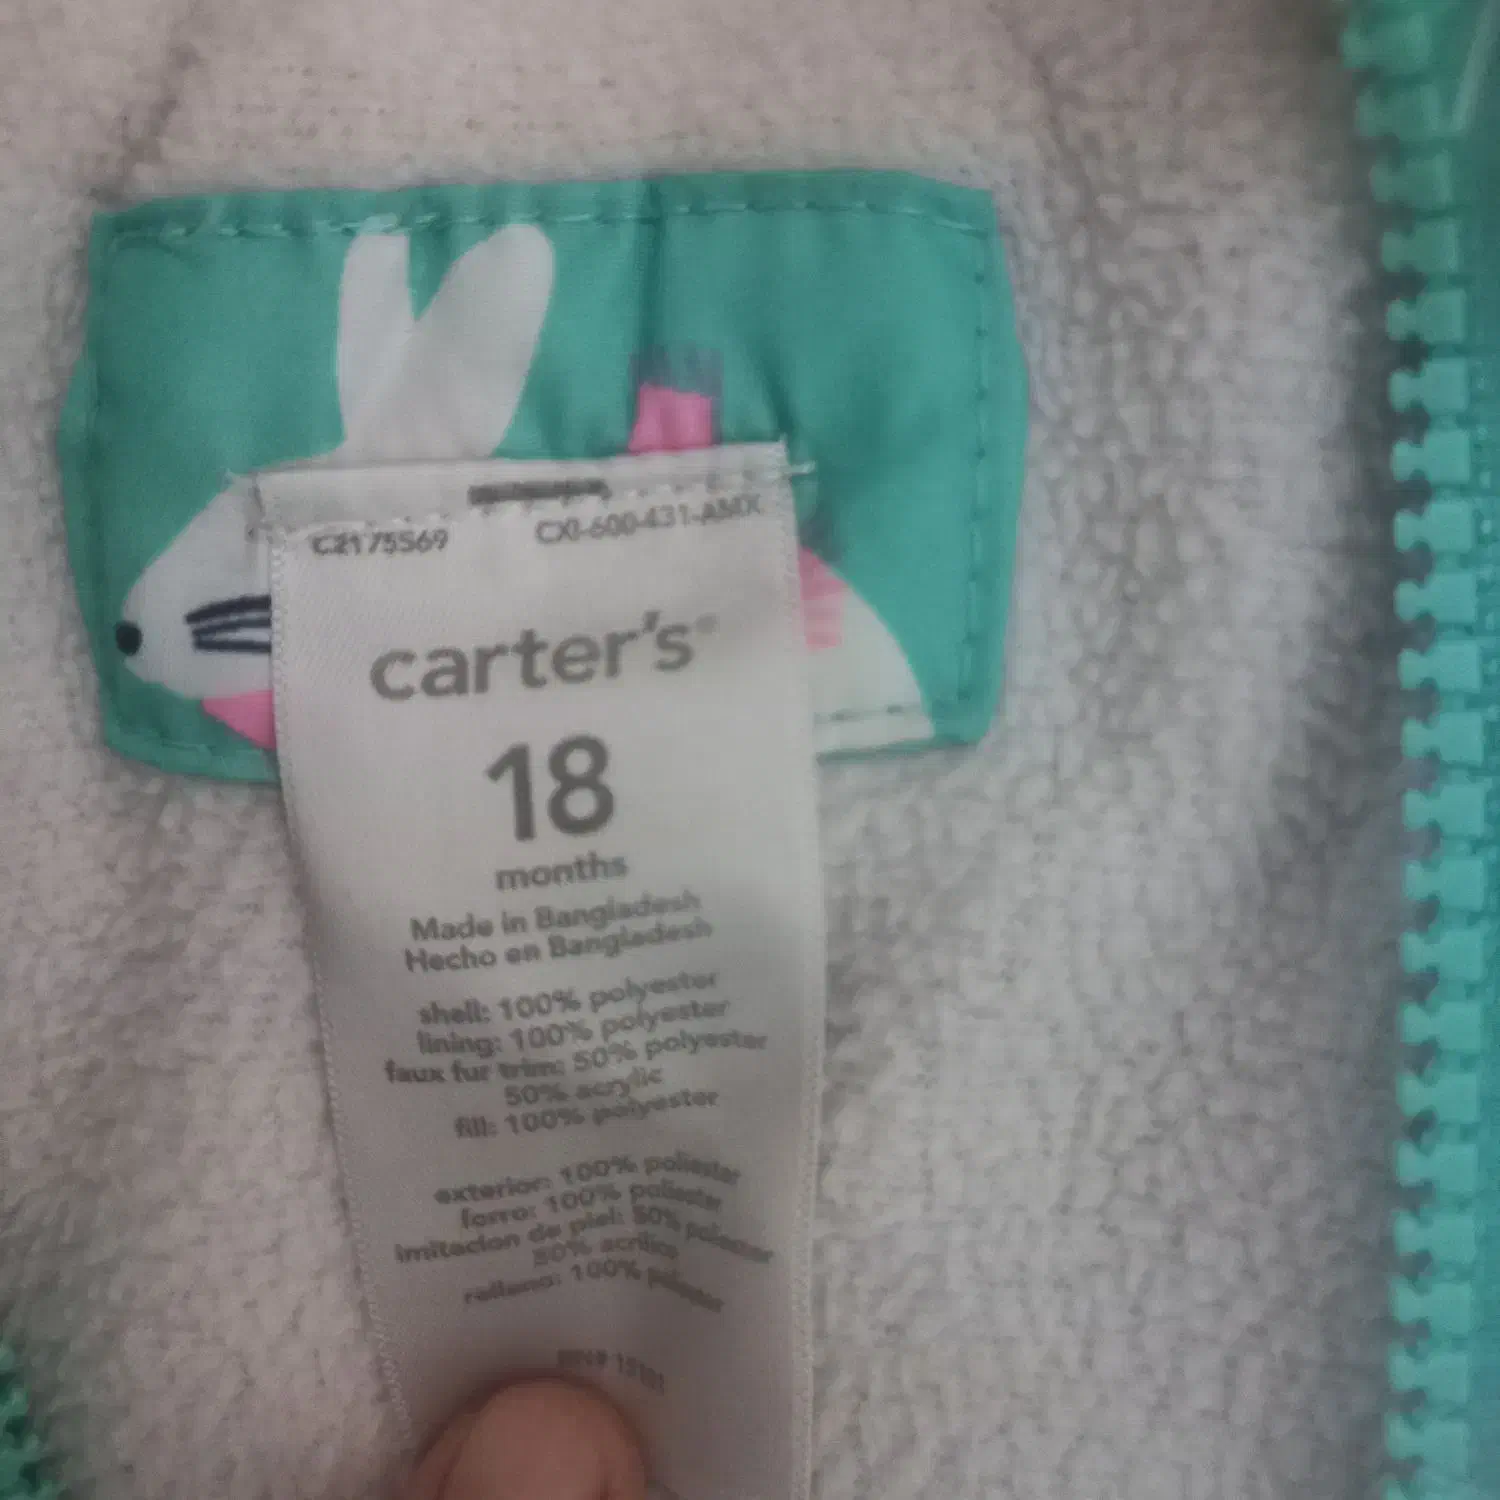 C2175569 CXI-600-431-AMX
carter's®
18
months
Made in Bangladesh
Hecho en Bangladesh
shell: 100% polyester
lining: 100% polyester
faux fur trim: 50% polyester
50% acrylic
fill: 100% polyester
exterior: 100% poliester
forro: 100% poliester
imitacion de piel: 50% poliester
50% acrilico
relleno: 100% poliester